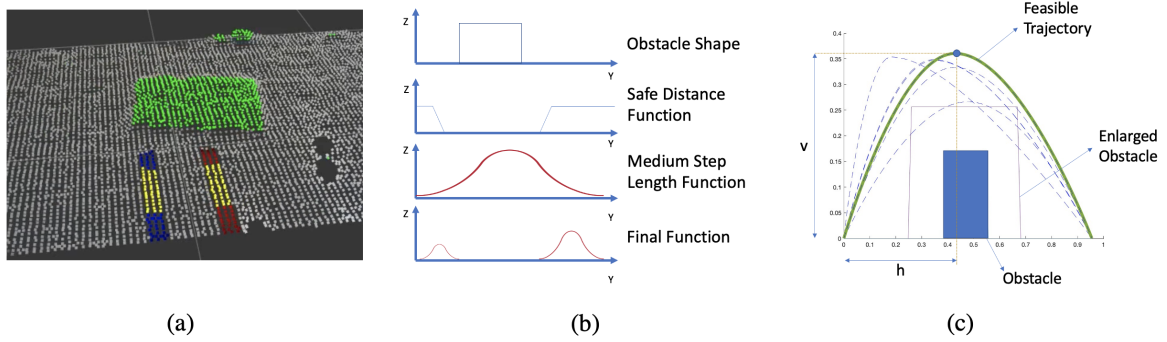 Z
Obstacle Shape
Y
Z
Safe Distance
Function
Y
Z
Medium Step
Length Function
Y
Z
Final Function
Y
Feasible
Trajectory
0.4
0.35
0.3
0.25
0.2
0.15
0.1
0.05
0
v
Enlarged
Obstacle
0 0.1 0.2 0.3 0.4 0.5 0.6 0.7 0.8 0.9 1
h
Obstacle
(a) (b) (c)